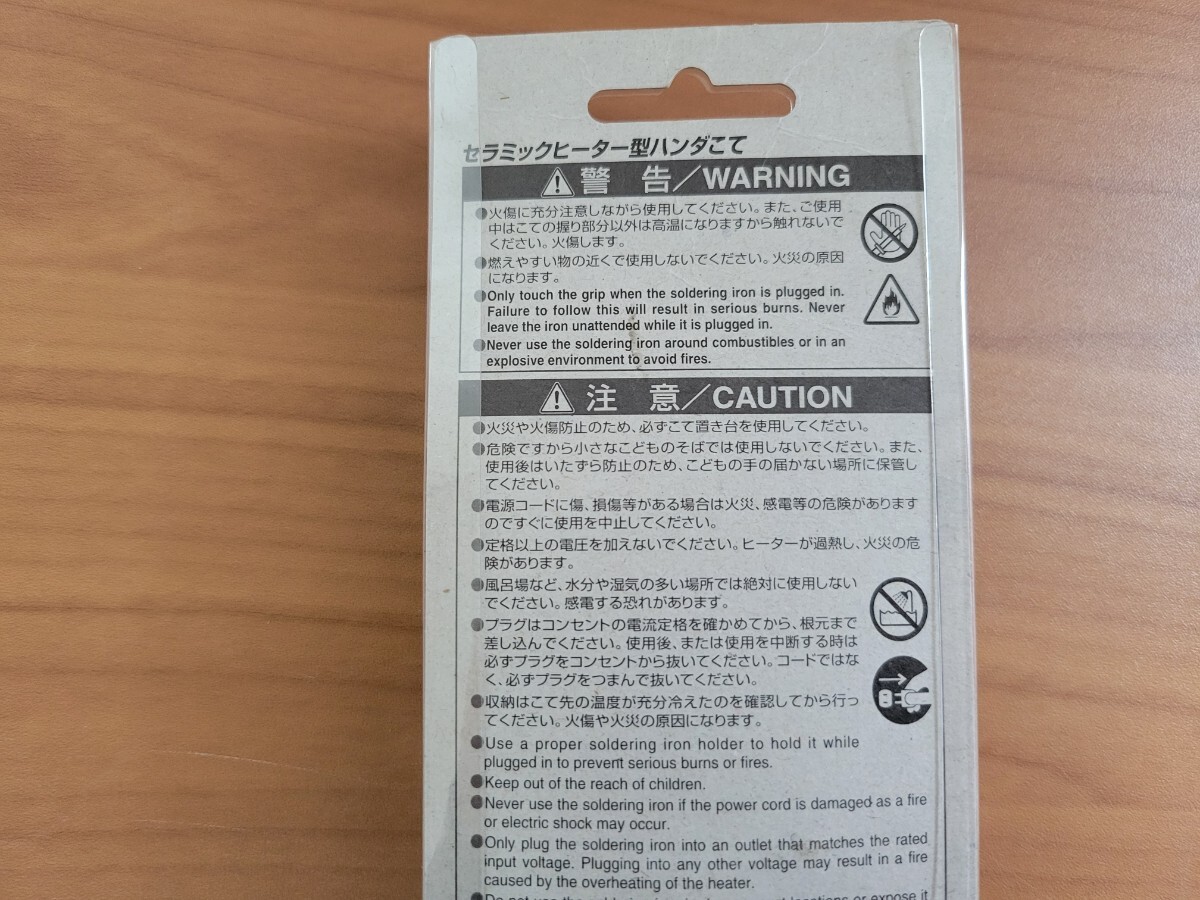 セラミックヒーター型ハンダこて
警 告/WARNING
●火傷に充分注意しながら使用してください。また、ご使用
中はこての握り部分以外は高温になりますから触れないで
ください。火傷します。
●燃えやすい物の近くで使用しないでください。火災の原因
になります。
●Only touch the grip when the soldering iron is plugged in.
Failure to follow this will result in serious burns. Never
leave the iron unattended while it is plugged in.
●Never use the soldering iron around combustibles or in an
explosive environment to avoid fires.
注 意/CAUTION
●火災や火傷防止のため、必ずこて置き台を使用してください。
●危険ですから小さなこどものそばでは使用しないでください。また、
使用後はいたずら防止のため、こどもの手の届かない場所に保管し
てください。
●電源コードに傷、損傷等がある場合は火災、感電等の危険があります
のですぐに使用を中止してください。
●定格以上の電圧を加えないでください。ヒーターが過熱し、火災の危
険があります。
●風呂場など、水分や湿気の多い場所では絶対に使用しない
でください。感電する恐れがあります。
●プラグはコンセントの電流定格を確かめてから、根元まで
差し込んでください。使用後、または使用を中断する時は
必ずプラグをコンセントから抜いてください。コードではな
く、必ずプラグをつまんで抜いてください。
●収納はこて先の温度が充分冷えたのを確認してから行っ
てください。火傷や火災の原因になります。
●Use a proper soldering iron holder to hold it while
plugged in to prevent serious burns or fires.
●Keep out of the reach of children.
●Never use the soldering iron if the power cord is damaged as a fire
or electric shock may occur.
●Only plug the soldering iron into an outlet that matches the rated
input voltage. Plugging into any other voltage may result in a fire
caused by the overheating of the heater.
●Do not use the locations or expose it